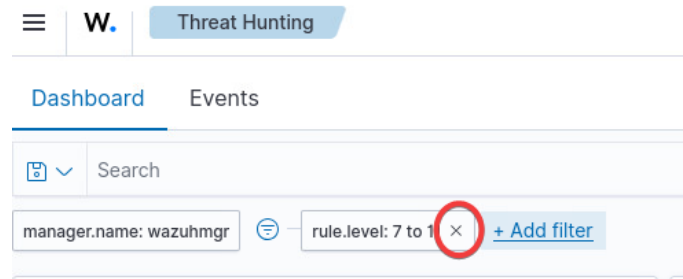 W. Threat Hunting
Dashboard Events
Search
manager.name: wazuhmgr rule.level: 7 to 1 × + Add filter